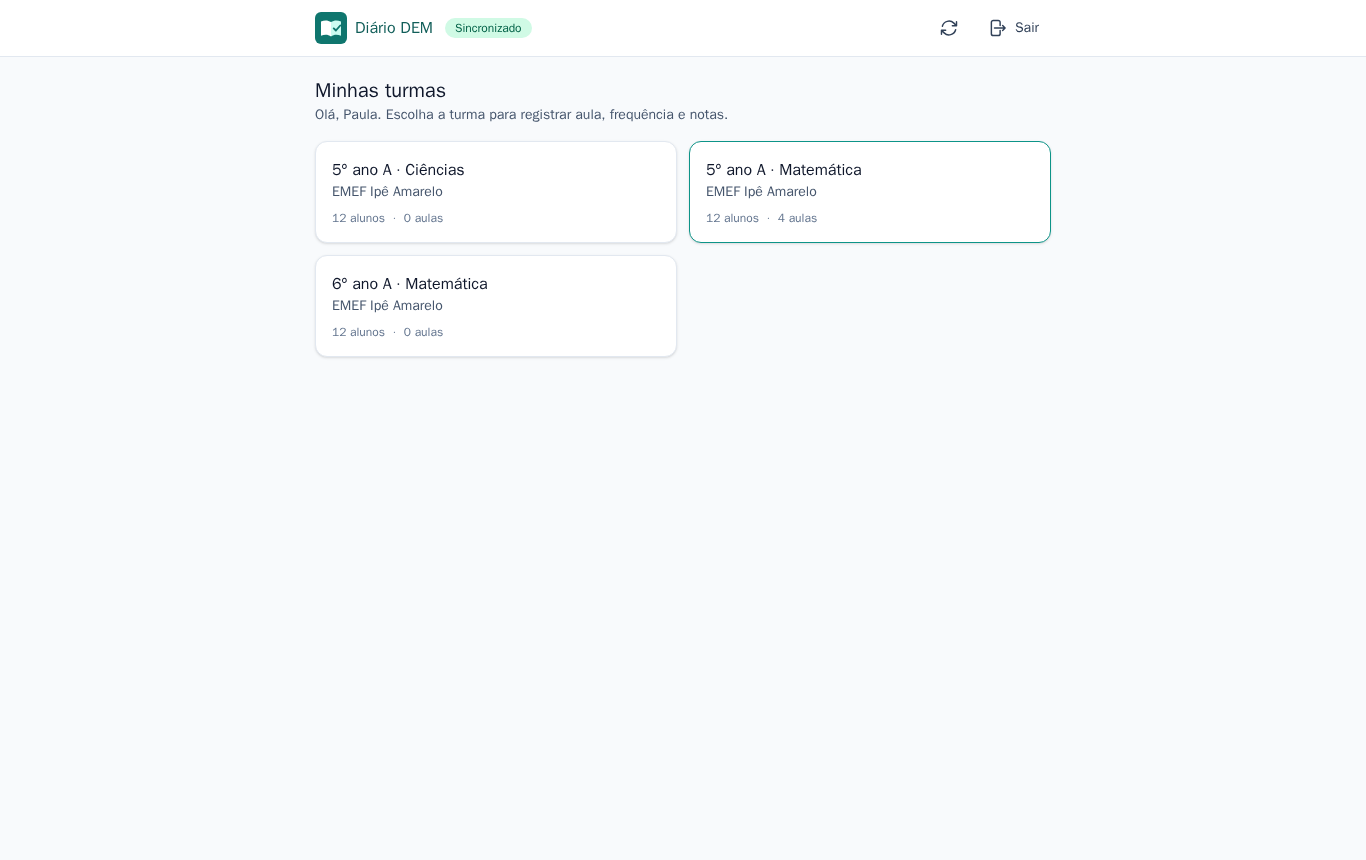 Diário DEM
Sincronizado
Sair
Minhas turmas
Olá, Paula. Escolha a turma para registrar aula, frequência e notas.
5º ano A · Ciências
EMEF Ipê Amarelo
12 alunos · 0 aulas
5º ano A · Matemática
EMEF Ipê Amarelo
12 alunos · 4 aulas
6º ano A · Matemática
EMEF Ipê Amarelo
12 alunos · 0 aulas